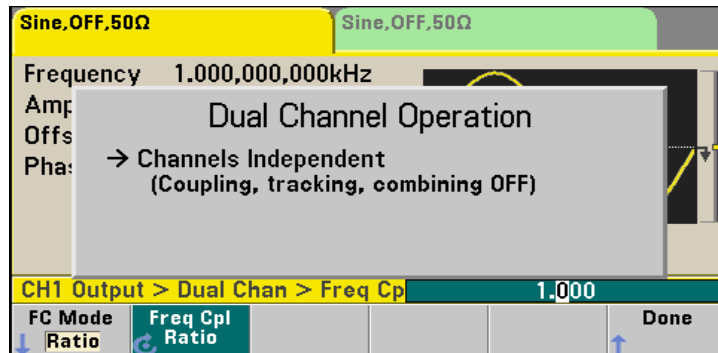 Sine,OFF,50Ω
Sine,OFF,50Ω
Frequency 1.000,000,000kHz
Amp
Offs
Phas
Dual Channel Operation
→ Channels Independent
(Coupling, tracking, combining OFF)
CH1 Output > Dual Chan > Freq Cp 1.000
FC Mode
Ratio
Freq Cpl
Ratio
Done